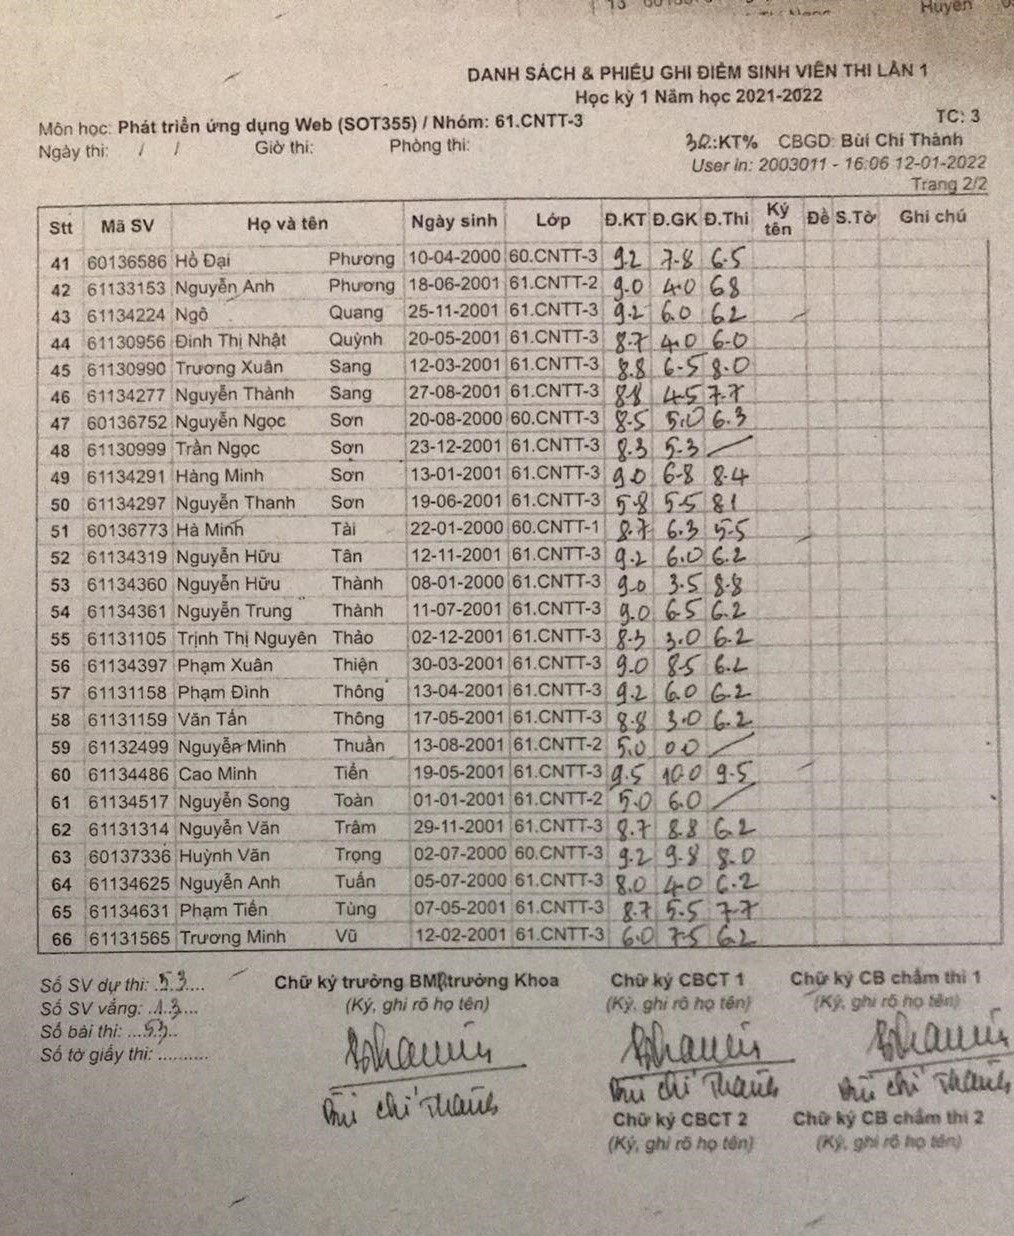 Huyền
DANH SÁCH & PHIẾU GHI ĐIỂM SINH VIÊN THI LẦN 1
Học kỳ 1 Năm học 2021-2022
Môn học: Phát triển ứng dụng Web (SOT355) / Nhóm: 61.CNTT-3 TC: 3
Ngày thi: / / Giờ thi: Phòng thi: 30:KT% CBGD: Bùi Chí Thành
User in: 2003011 - 16:06 12-01-2022
Trang 2/2
Stt Mã SV Họ và tên Ngày sinh Lớp Đ.KT Đ.GK Đ.Thi Ký tên Đề S.Tờ Ghi chú
41 60136586 Hồ Đại Phương 10-04-2000 60.CNTT-3 9.2 7.8 6.5
42 61133153 Nguyễn Anh Phương 18-06-2001 61.CNTT-2 9.0 4.0 6.8
43 61134224 Ngô Quang 25-11-2001 61.CNTT-3 9.2 6.0 6.2
44 61130956 Đinh Thị Nhật Quỳnh 20-05-2001 61.CNTT-3 8.7 4.0 6.0
45 61130990 Trương Xuân Sang 12-03-2001 61.CNTT-3 8.8 6.5 8.0
46 61134277 Nguyễn Thành Sang 27-08-2001 61.CNTT-3 8.8 4.5 7.7
47 60136752 Nguyễn Ngọc Sơn 20-08-2000 60.CNTT-3 8.5 5.0 6.3
48 61130999 Trần Ngọc Sơn 23-12-2001 61.CNTT-3 8.3 5.3 /
49 61134291 Hàng Minh Sơn 13-01-2001 61.CNTT-3 9.0 6.8 8.4
50 61134297 Nguyễn Thanh Sơn 19-06-2001 61.CNTT-3 5.8 5.5 8.1
51 60136773 Hà Minh Tài 22-01-2000 60.CNTT-1 8.7 6.3 5.5
52 61134319 Nguyễn Hữu Tân 12-11-2001 61.CNTT-3 9.2 6.0 6.2
53 61134360 Nguyễn Hữu Thành 08-01-2000 61.CNTT-3 9.0 3.5 8.8
54 61134361 Nguyễn Trung Thành 11-07-2001 61.CNTT-3 9.0 6.5 6.2
55 61131105 Trịnh Thị Nguyên Thảo 02-12-2001 61.CNTT-3 8.3 3.0 6.2
56 61134397 Phạm Xuân Thiện 30-03-2001 61.CNTT-3 9.0 8.5 6.2
57 61131158 Phạm Đình Thông 13-04-2001 61.CNTT-3 9.2 6.0 6.2
58 61131159 Văn Tấn Thông 17-05-2001 61.CNTT-3 8.8 3.0 6.2
59 61132499 Nguyễn Minh Thuần 13-08-2001 61.CNTT-2 5.0 0.0 /
60 61134486 Cao Minh Tiến 19-05-2001 61.CNTT-3 9.5 10.0 9.5
61 61134517 Nguyễn Song Toàn 01-01-2001 61.CNTT-2 5.0 6.0 /
62 61131314 Nguyễn Văn Trâm 29-11-2001 61.CNTT-3 8.7 8.8 6.2
63 60137336 Huỳnh Văn Trọng 02-07-2000 60.CNTT-3 9.2 9.8 8.0
64 61134625 Nguyễn Anh Tuấn 05-07-2000 61.CNTT-3 8.0 4.0 6.2
65 61134631 Phạm Tiến Tùng 07-05-2001 61.CNTT-3 8.7 5.5 7.7
66 61131565 Trương Minh Vũ 12-02-2001 61.CNTT-3 6.0 7.5 6.2
Số SV dự thi: .53.... Chữ ký trưởng BM/trưởng Khoa Chữ ký CBCT 1 Chữ ký CB chấm thi 1
Số SV vắng: .13.... (Ký, ghi rõ họ tên) (Ký, ghi rõ họ tên) (Ký, ghi rõ họ tên)
Số bài thi: ...53..
Số tờ giấy thi: ..........
Bùi Chí Thành Bùi Chí Thành Bùi Chí Thành
Chữ ký CBCT 2 Chữ ký CB chấm thi 2
(Ký, ghi rõ họ tên) (Ký, ghi rõ họ tên)